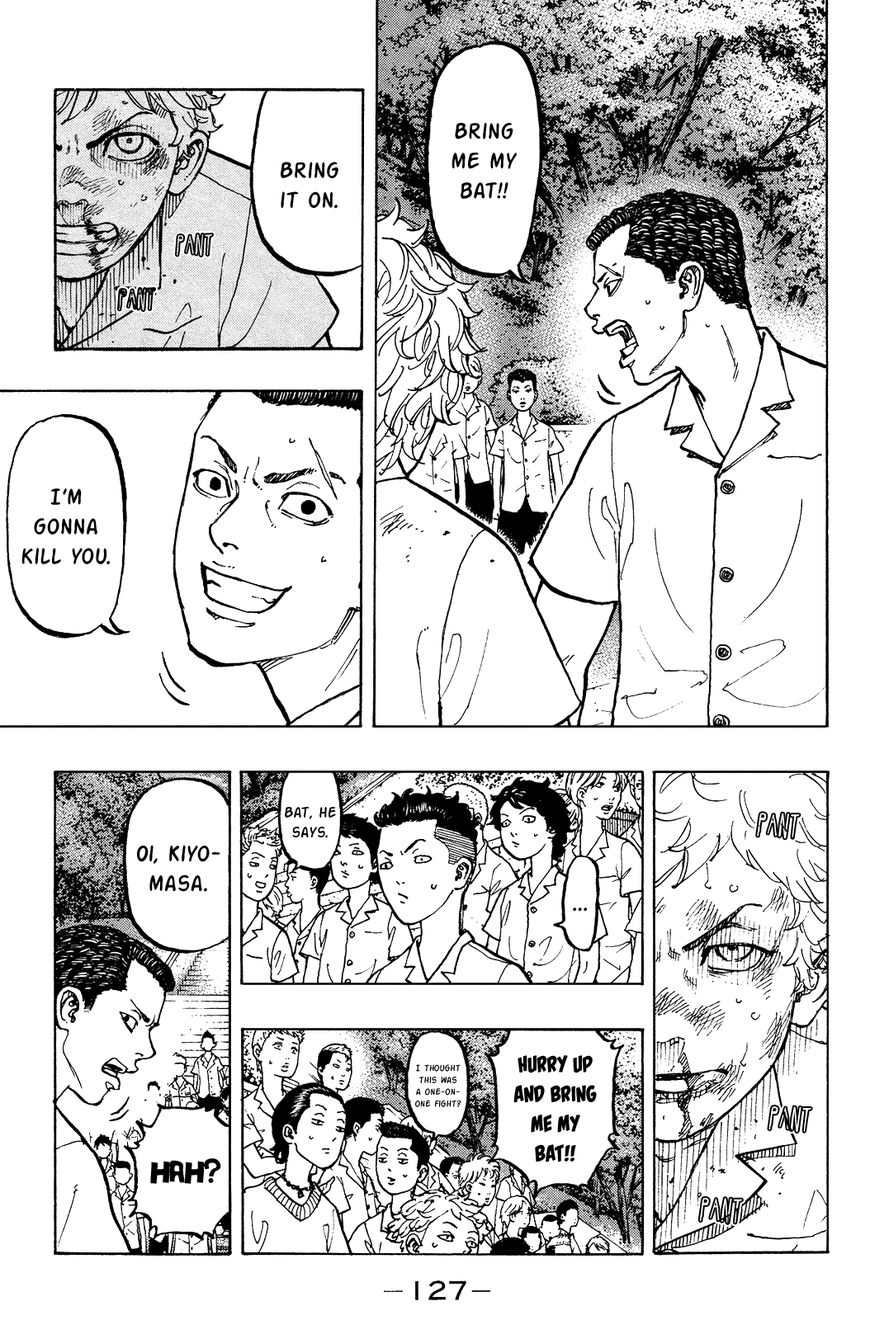 BRING
ME MY
BAT!!
BRING
IT ON.
PANT
PANT
I'M
GONNA
KILL YOU.
PANT
PANT
PANT
BAT, HE
SAYS.
...
HURRY UP
AND BRING
ME MY
BAT!!
I THOUGHT
THIS WAS
A ONE-ON-
ONE FIGHT?
OI, KIYO-
MASA.
HAH?
—127—